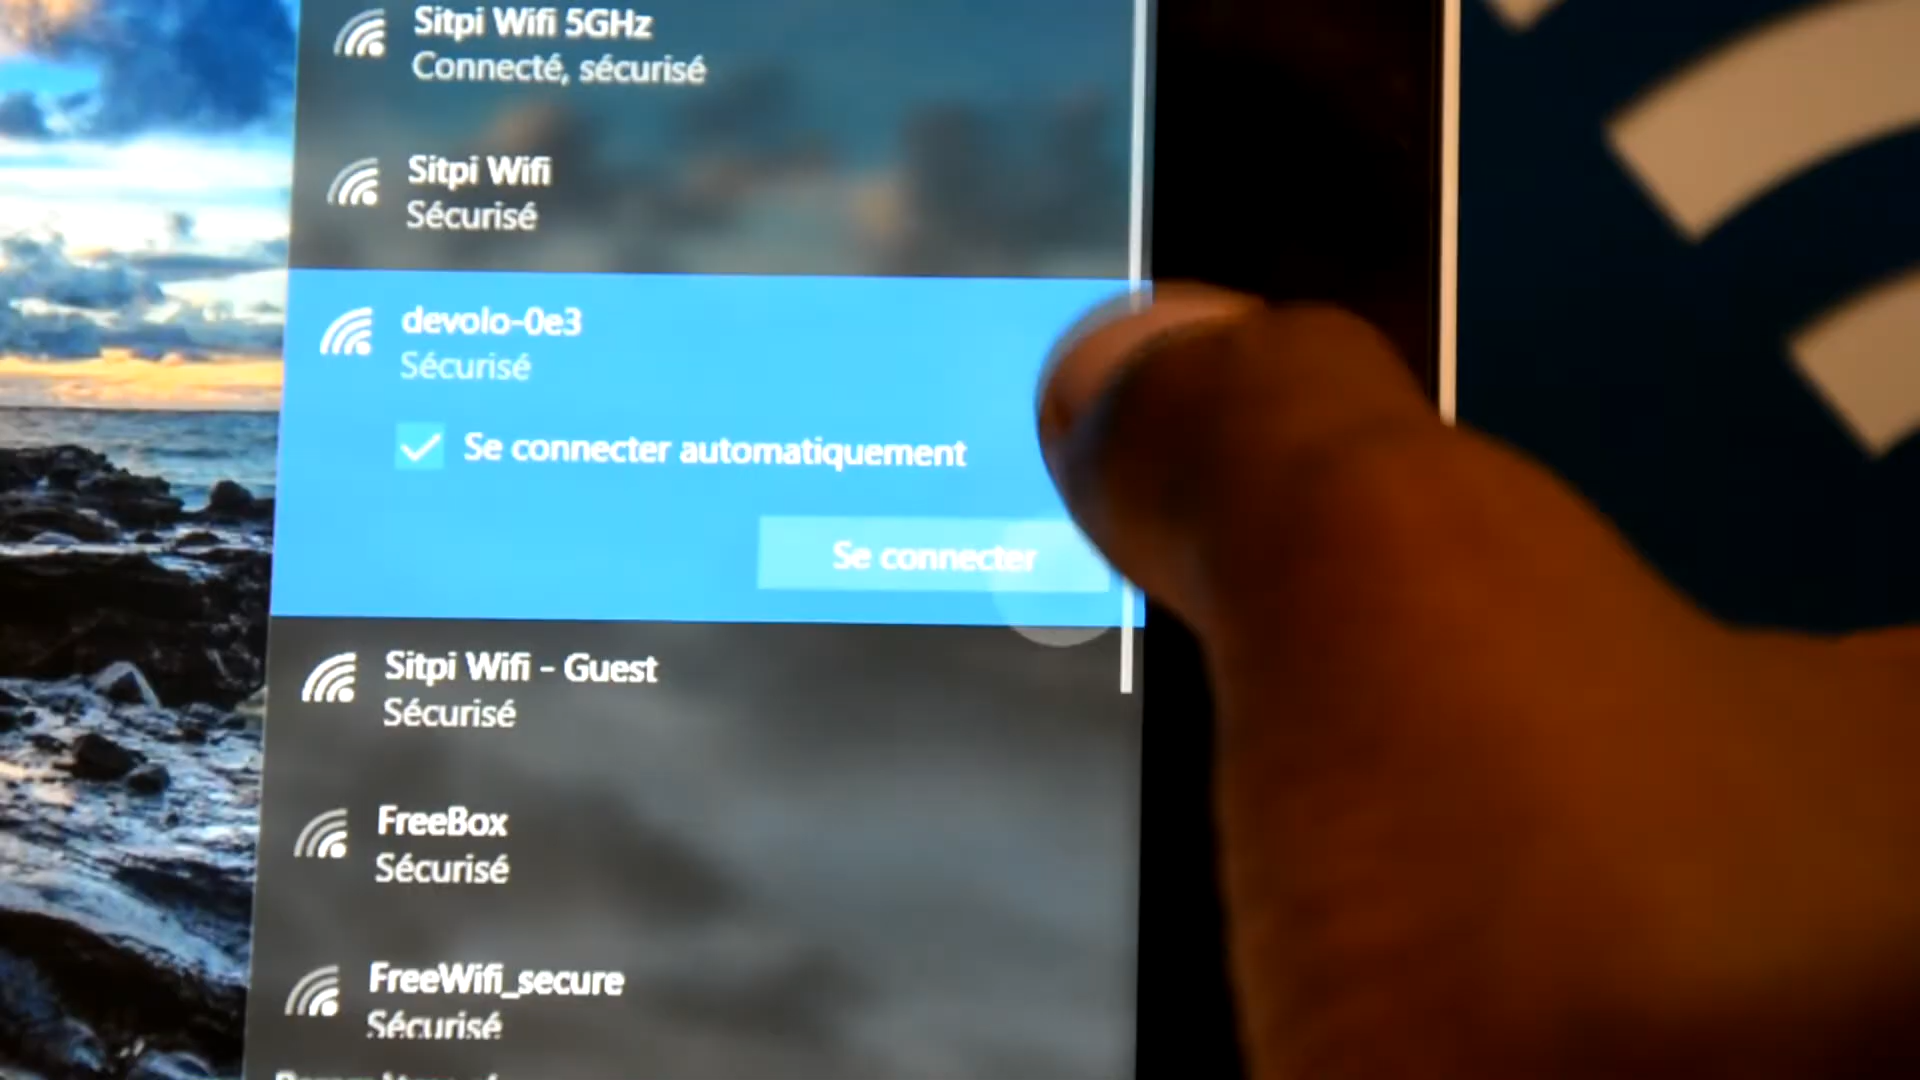 Sitpi Wifi 5GHz
Connecté, sécurisé
Sitpi Wifi
Sécurisé
devolo-0e3
Sécurisé
Se connecter automatiquement
Se connecter
Sitpi Wifi - Guest
Sécurisé
FreeBox
Sécurisé
FreeWifi_secure
Sécurisé